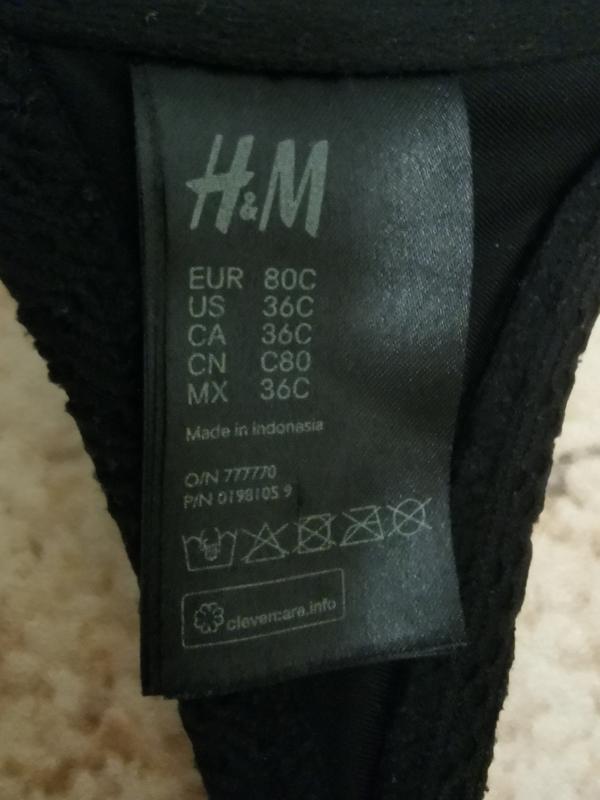 H&M
EUR 80C
US 36C
CA 36C
CN C80
MX 36C
Made in Indonasia
O/N 777770
P/N 0198105 9
clevercare.info